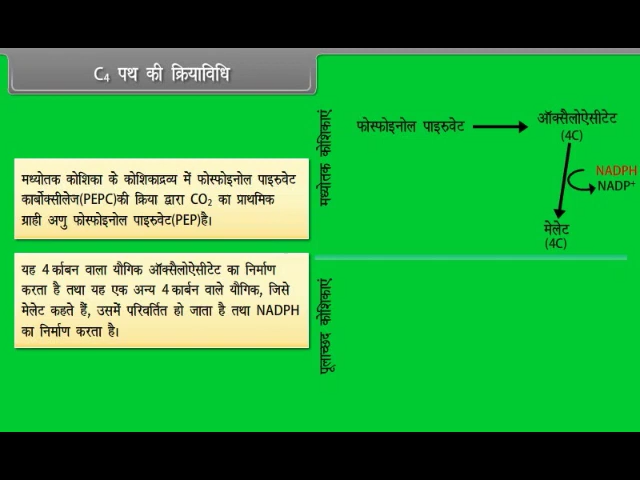 C₄ पथ की क्रियाविधि
मध्योतक कोशिका के कोशिकाद्रव्य में फोस्फोइनोल पाइरुवेट
कार्बोक्सीलेज(PEPC)की क्रिया द्वारा CO₂ का प्राथमिक
ग्राही अणु फोस्फोइनोल पाइरुवेट(PEP)है।
यह 4 कार्बन वाला यौगिक ऑक्सैलोऐसीटेट का निर्माण
करता है तथा यह एक अन्य 4 कार्बन वाले यौगिक, जिसे
मेलेट कहते हैं, उसमें परिवर्तित हो जाता है तथा NADPH
का निर्माण करता है।
मध्योतक कोशिकाएं
फोस्फोइनोल पाइरुवेट
ऑक्सैलोऐसीटेट
(4C)
NADPH
NADP⁺
मेलेट
(4C)
पूलाच्छद कोशिकाएं